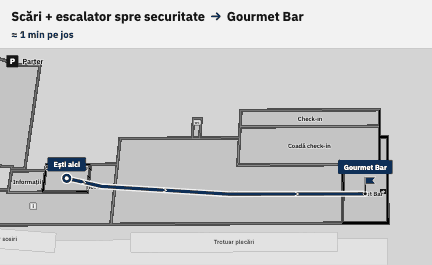 Scări + escalator spre securitate → Gourmet Bar
≈ 1 min pe jos
P Parter
Check-in
Coadă check-in
Ești aici
Gourmet Bar
Informații
i
sosiri
Trotuar plecări